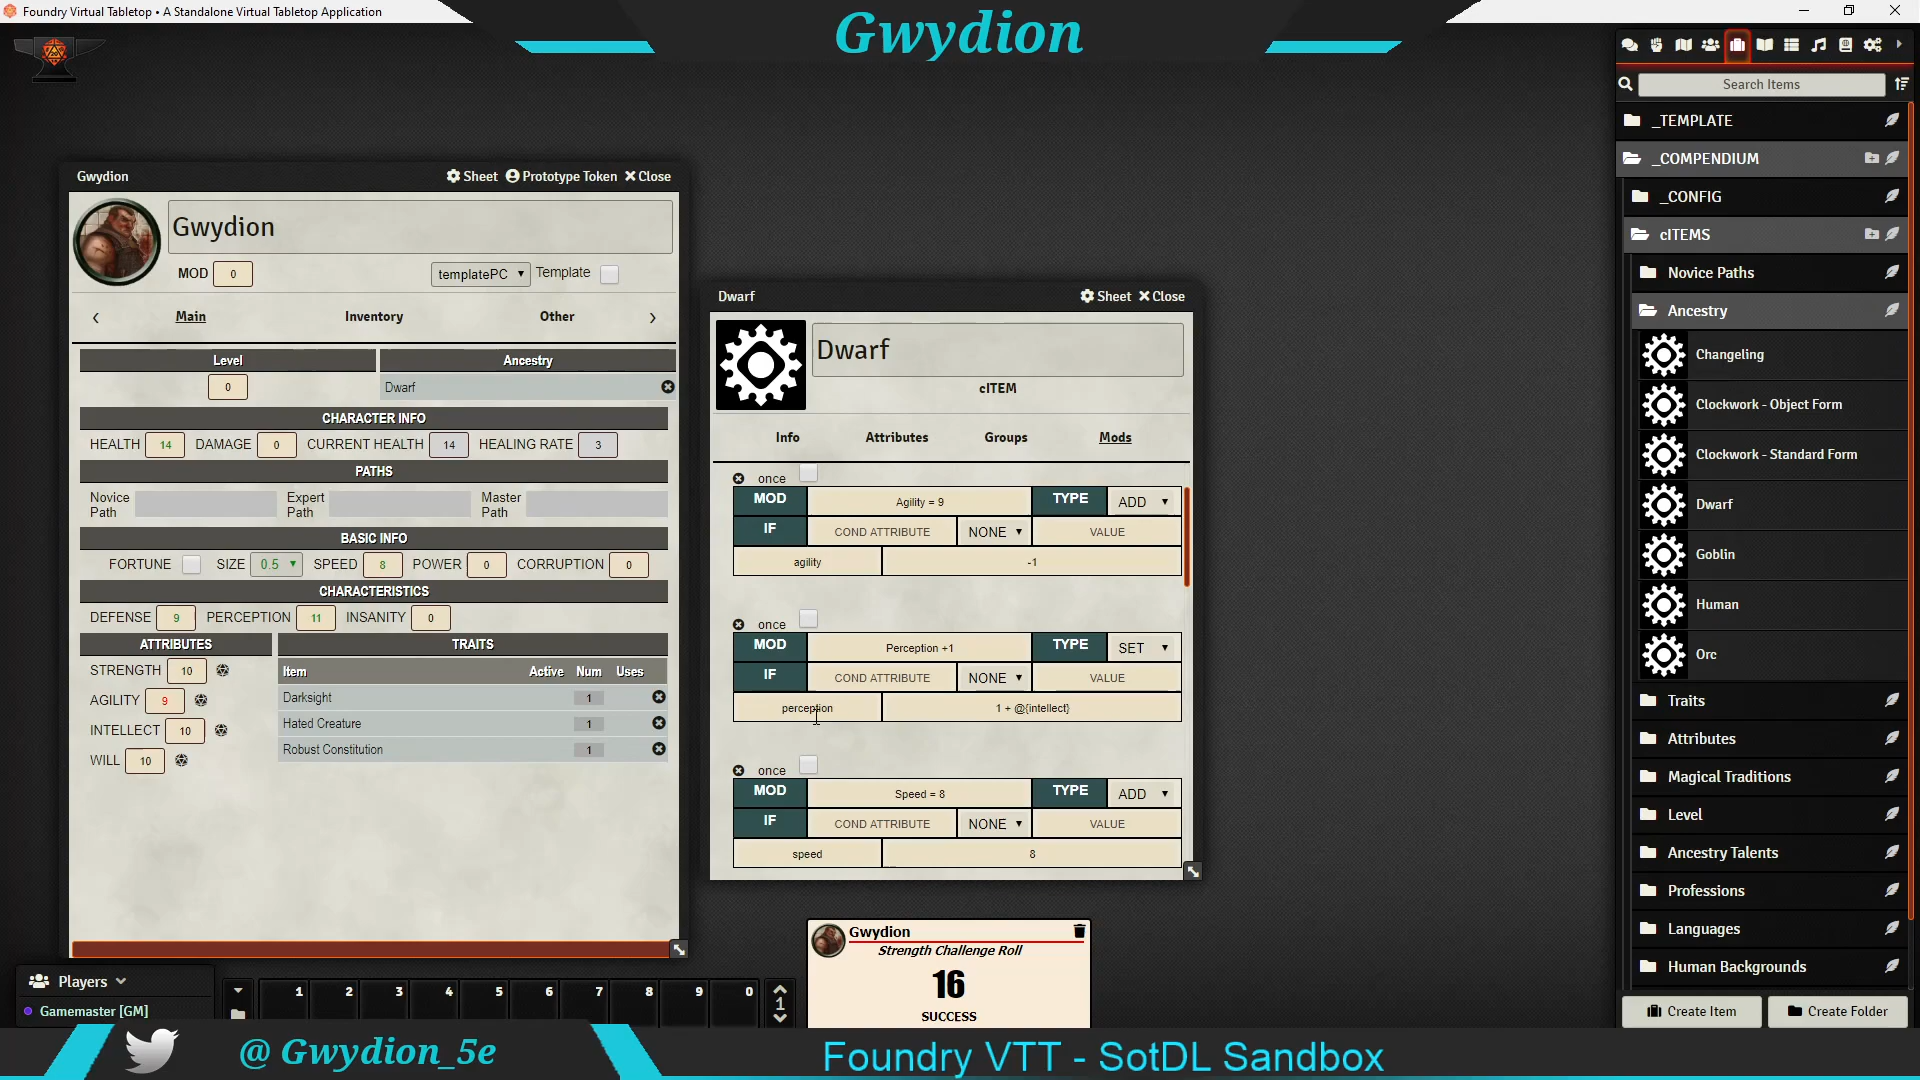 Foundry Virtual Tabletop • A Standalone Virtual Tabletop Application
Gwydion
Gwydion
Sheet Prototype Token Close
Gwydion
MOD 0 templatePC Template
Main Inventory Other
Level Ancestry
0 Dwarf
CHARACTER INFO
HEALTH 14 DAMAGE 0 CURRENT HEALTH 14 HEALING RATE 3
PATHS
Novice Path Expert Path Master Path
BASIC INFO
FORTUNE SIZE 0.5 SPEED 8 POWER 0 CORRUPTION 0
CHARACTERISTICS
DEFENSE 9 PERCEPTION 11 INSANITY 0
ATTRIBUTES
STRENGTH 10
AGILITY 9
INTELLECT 10
WILL 10
TRAITS
Item Active Num Uses
Darksight 1
Hated Creature 1
Robust Constitution 1
Dwarf
Sheet Close
Dwarf
cITEM
Info Attributes Groups Mods
once
MOD Agility = 9 TYPE ADD
IF COND ATTRIBUTE NONE VALUE
agility -1
once
MOD Perception +1 TYPE SET
IF COND ATTRIBUTE NONE VALUE
perception 1 + @{intellect}
once
MOD Speed = 8 TYPE ADD
IF COND ATTRIBUTE NONE VALUE
speed 8
Gwydion
Strength Challenge Roll
16
SUCCESS
Search Items
_TEMPLATE
_COMPENDIUM
_CONFIG
cITEMS
Novice Paths
Ancestry
Changeling
Clockwork - Object Form
Clockwork - Standard Form
Dwarf
Goblin
Human
Orc
Traits
Attributes
Magical Traditions
Level
Ancestry Talents
Professions
Languages
Human Backgrounds
Create Item Create Folder
Players
Gamemaster [GM]
1 2 3 4 5 6 7 8 9 0
1
@ Gwydion_5e
Foundry VTT - SotDL Sandbox